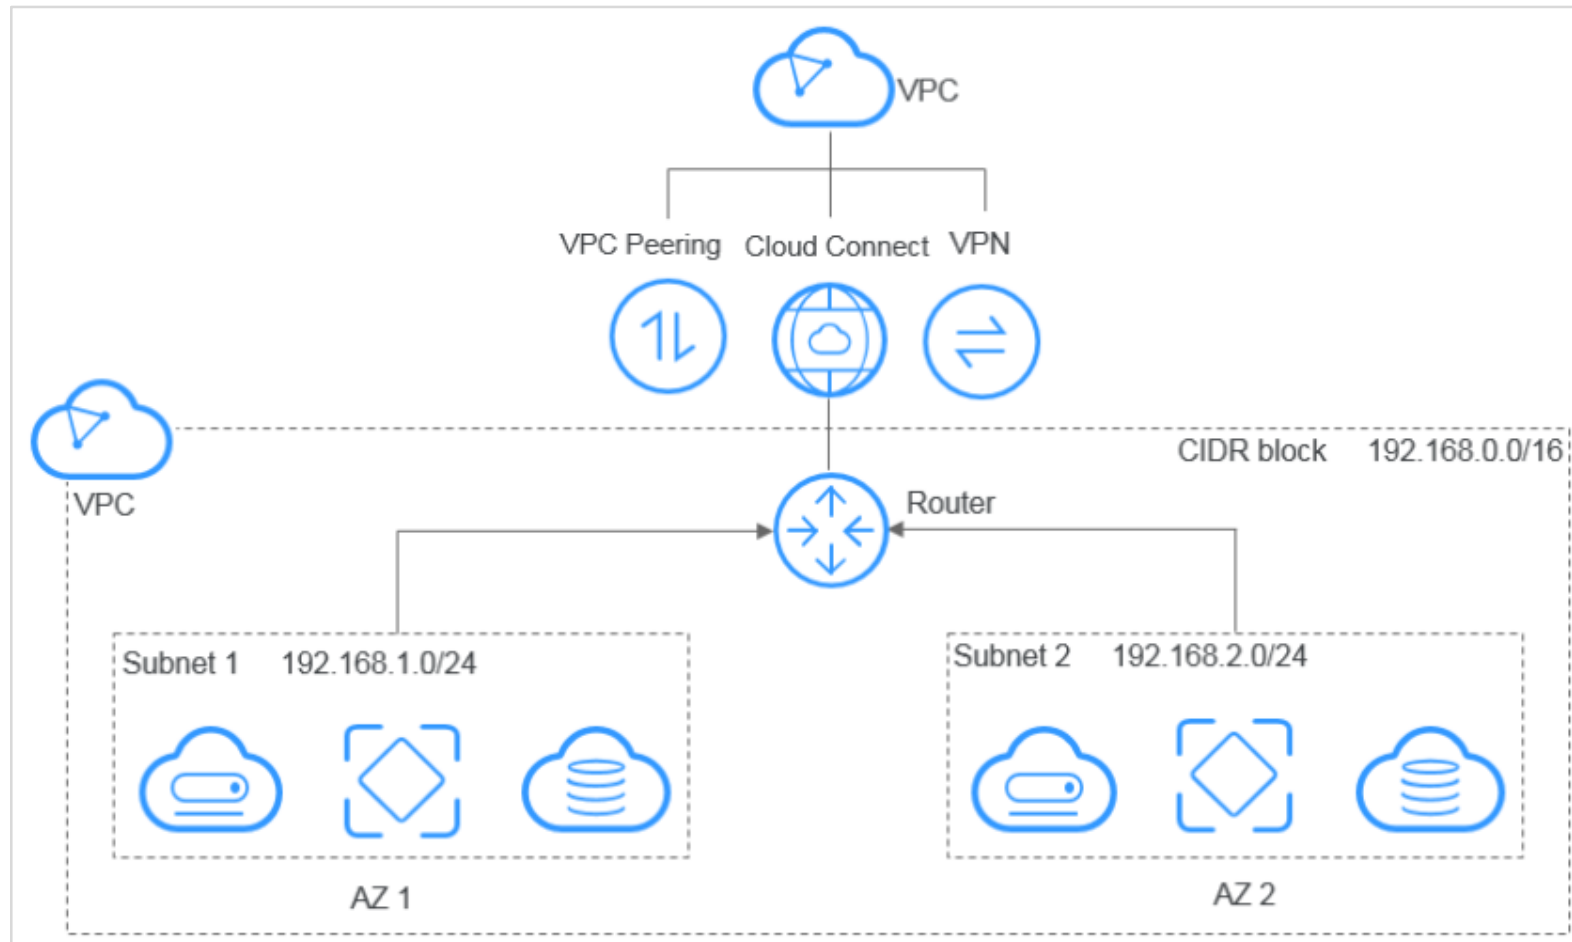 VPC
VPC Peering
Cloud Connect
VPN
CIDR block 192.168.0.0/16
VPC
Router
Subnet 1 192.168.1.0/24
Subnet 2 192.168.2.0/24
AZ 1
AZ 2